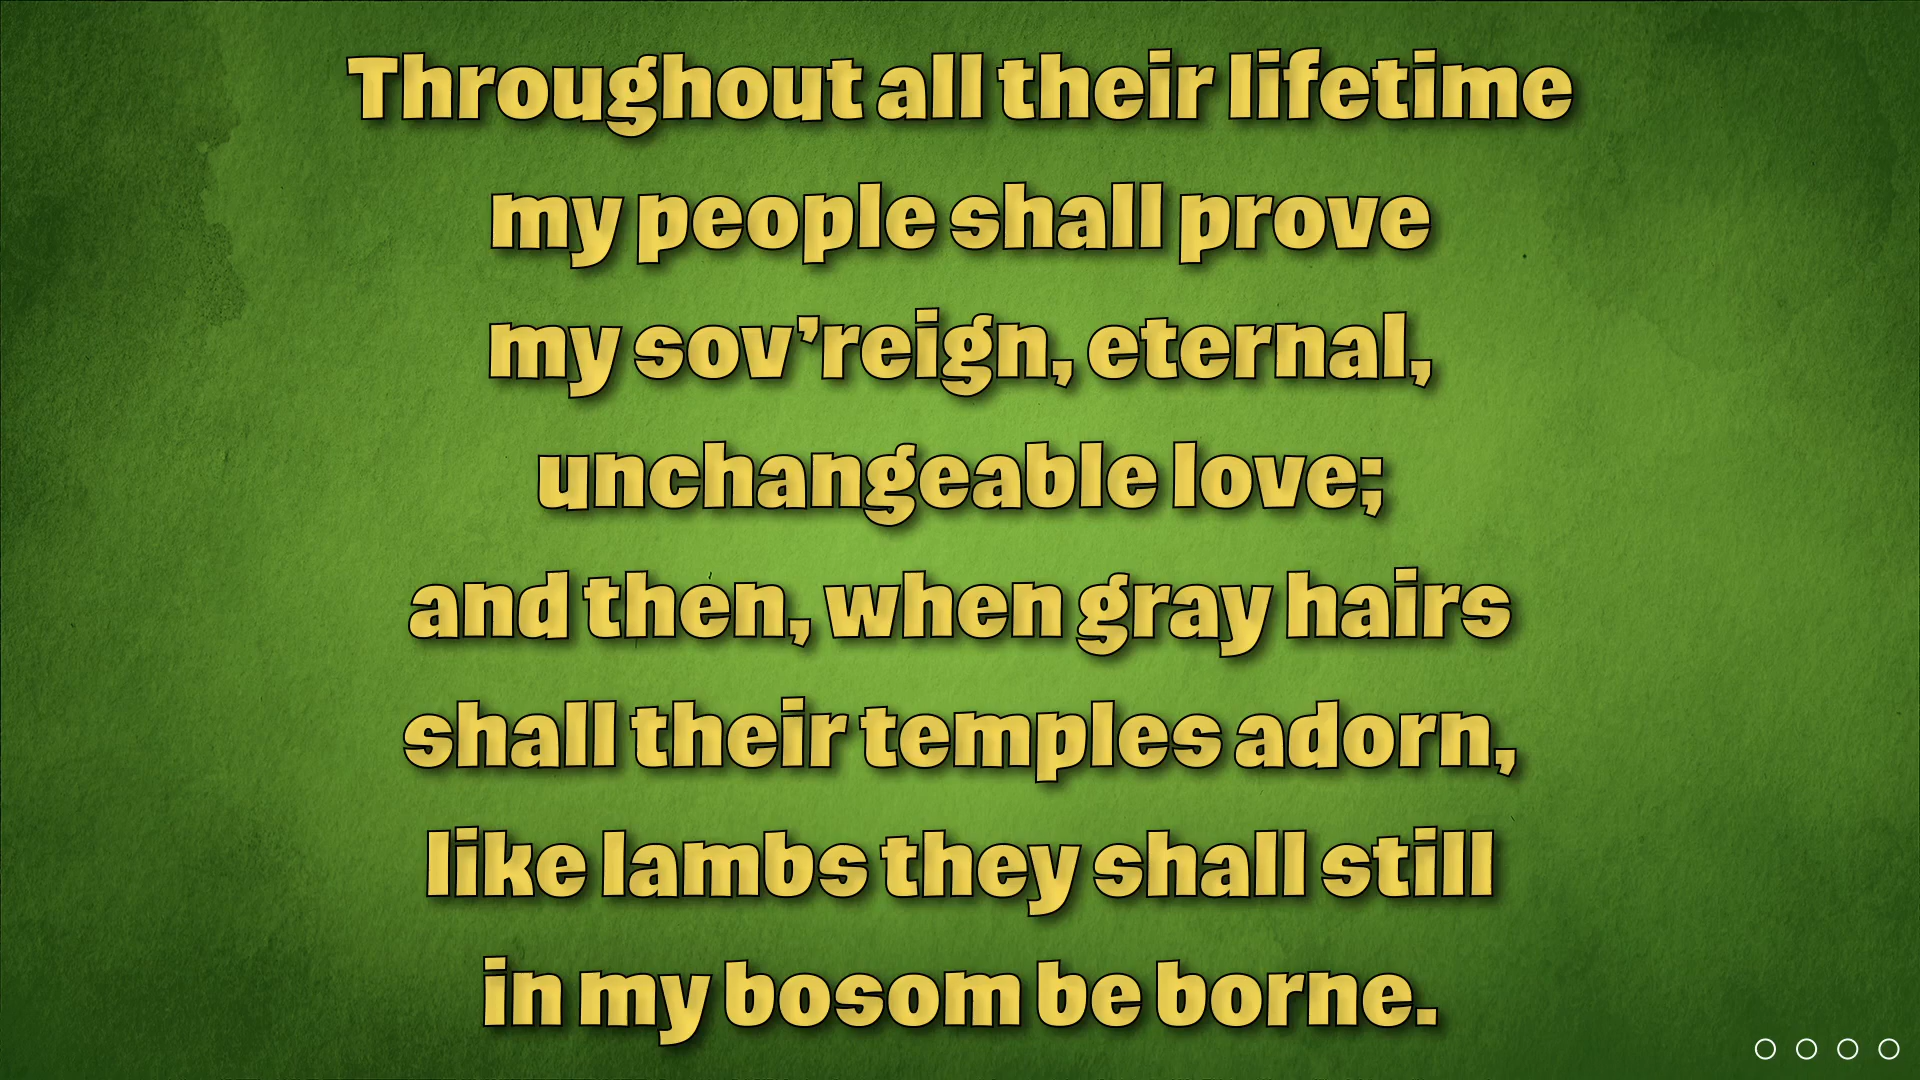 Throughout all their lifetime
my people shall prove
my sov’reign, eternal,
unchangeable love;
and then, when gray hairs
shall their temples adorn,
like lambs they shall still
in my bosom be borne.